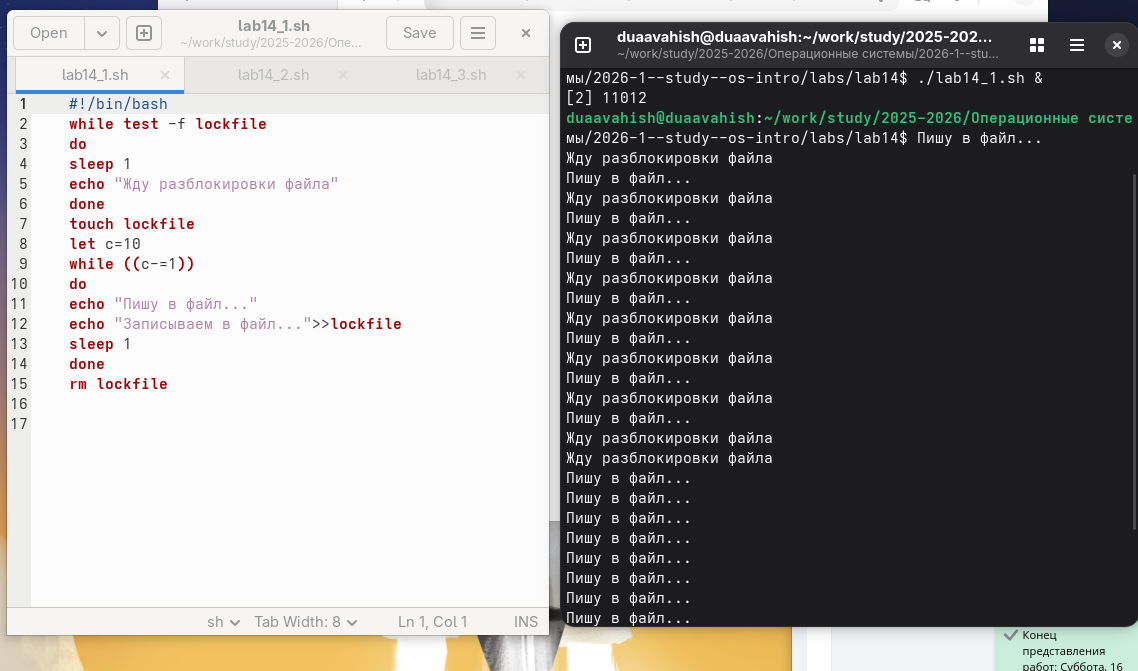 Open
lab14_1.sh
~/work/study/2025-2026/Опе...
Save
lab14_1.sh
lab14_2.sh
lab14_3.sh
1 #!/bin/bash
2 while test -f lockfile
3 do
4 sleep 1
5 echo "Жду разблокировки файла"
6 done
7 touch lockfile
8 let c=10
9 while ((c-=1))
10 do
11 echo "Пишу в файл..."
12 echo "Записываем в файл...">>lockfile
13 sleep 1
14 done
15 rm lockfile
16
17
sh Tab Width: 8 Ln 1, Col 1 INS
duaavahish@duaavahish:~/work/study/2025-202...
~/work/study/2025-2026/Операционные системы/2026-1--stu...
мы/2026-1--study--os-intro/labs/lab14$ ./lab14_1.sh &
[2] 11012
duaavahish@duaavahish:~/work/study/2025-2026/Операционные систе
мы/2026-1--study--os-intro/labs/lab14$ Пишу в файл...
Жду разблокировки файла
Пишу в файл...
Жду разблокировки файла
Пишу в файл...
Жду разблокировки файла
Пишу в файл...
Жду разблокировки файла
Пишу в файл...
Жду разблокировки файла
Пишу в файл...
Жду разблокировки файла
Пишу в файл...
Жду разблокировки файла
Пишу в файл...
Жду разблокировки файла
Жду разблокировки файла
Пишу в файл...
Пишу в файл...
Пишу в файл...
Пишу в файл...
Пишу в файл...
Пишу в файл...
Пишу в файл...
Пишу в файл...
Конец
представления
работ: Суббота, 16